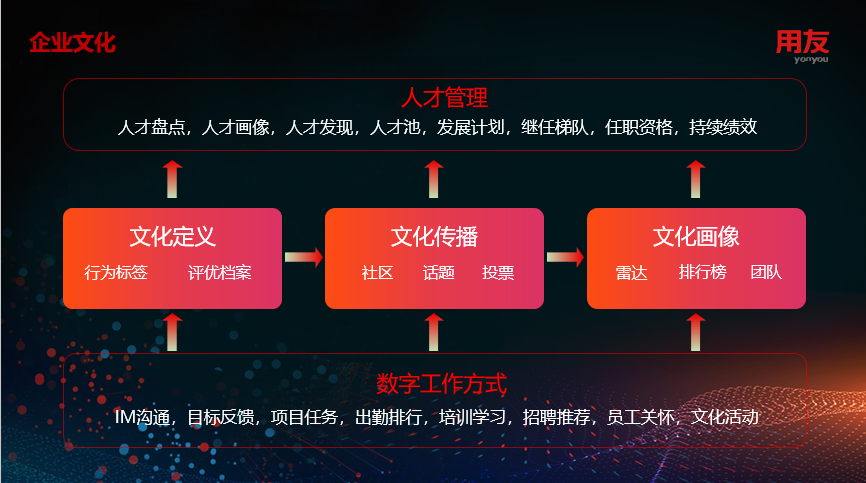 企业文化
用友
yonyou
人才管理
人才盘点，人才画像，人才发现，人才池，发展计划，继任梯队，任职资格，持续绩效
文化定义
行为标签 评优档案
文化传播
社区 话题 投票
文化画像
雷达 排行榜 团队
数字工作方式
IM沟通，目标反馈，项目任务，出勤排行，培训学习，招聘推荐，员工关怀，文化活动